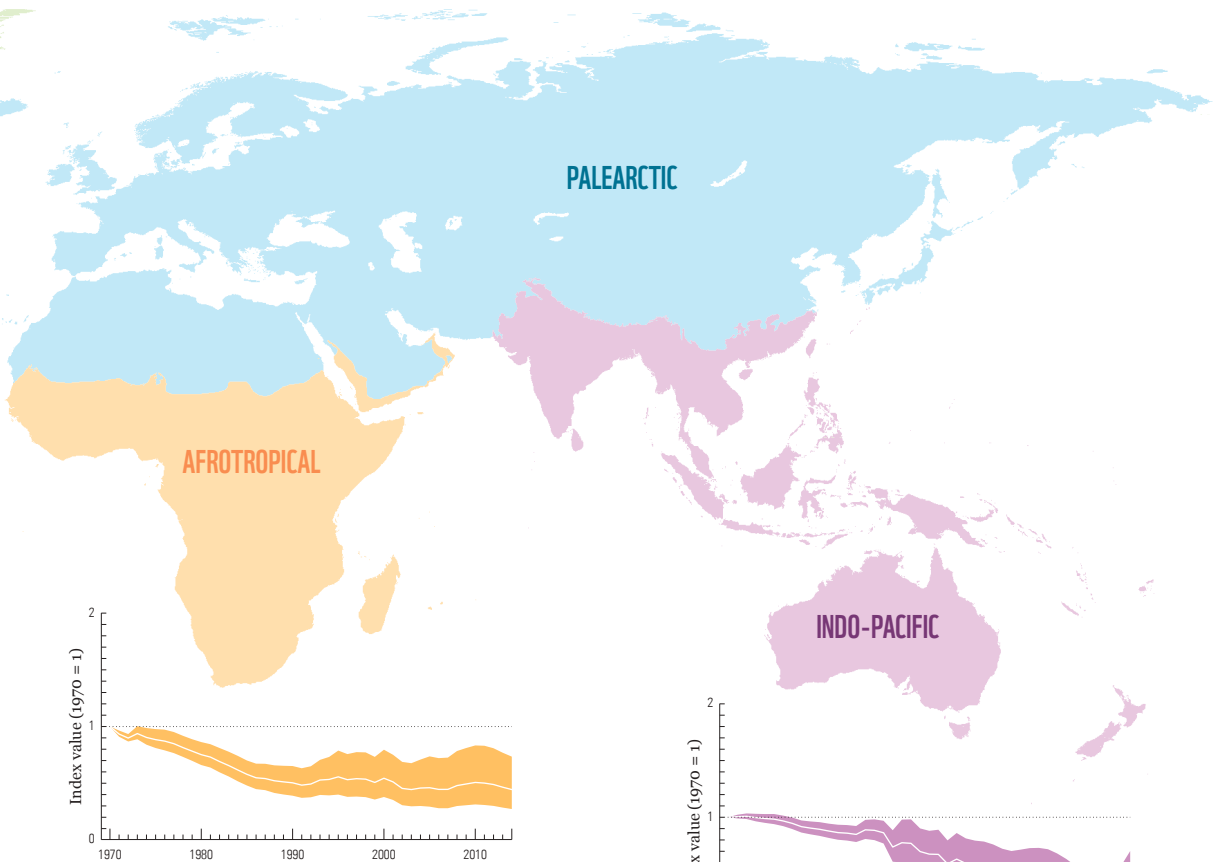 PALEARCTIC
AFROTROPICAL
INDO-PACIFIC
2
1
0
Index value (1970 = 1)
1970 1980 1990 2000 2010
2
1
x value (1970 = 1)